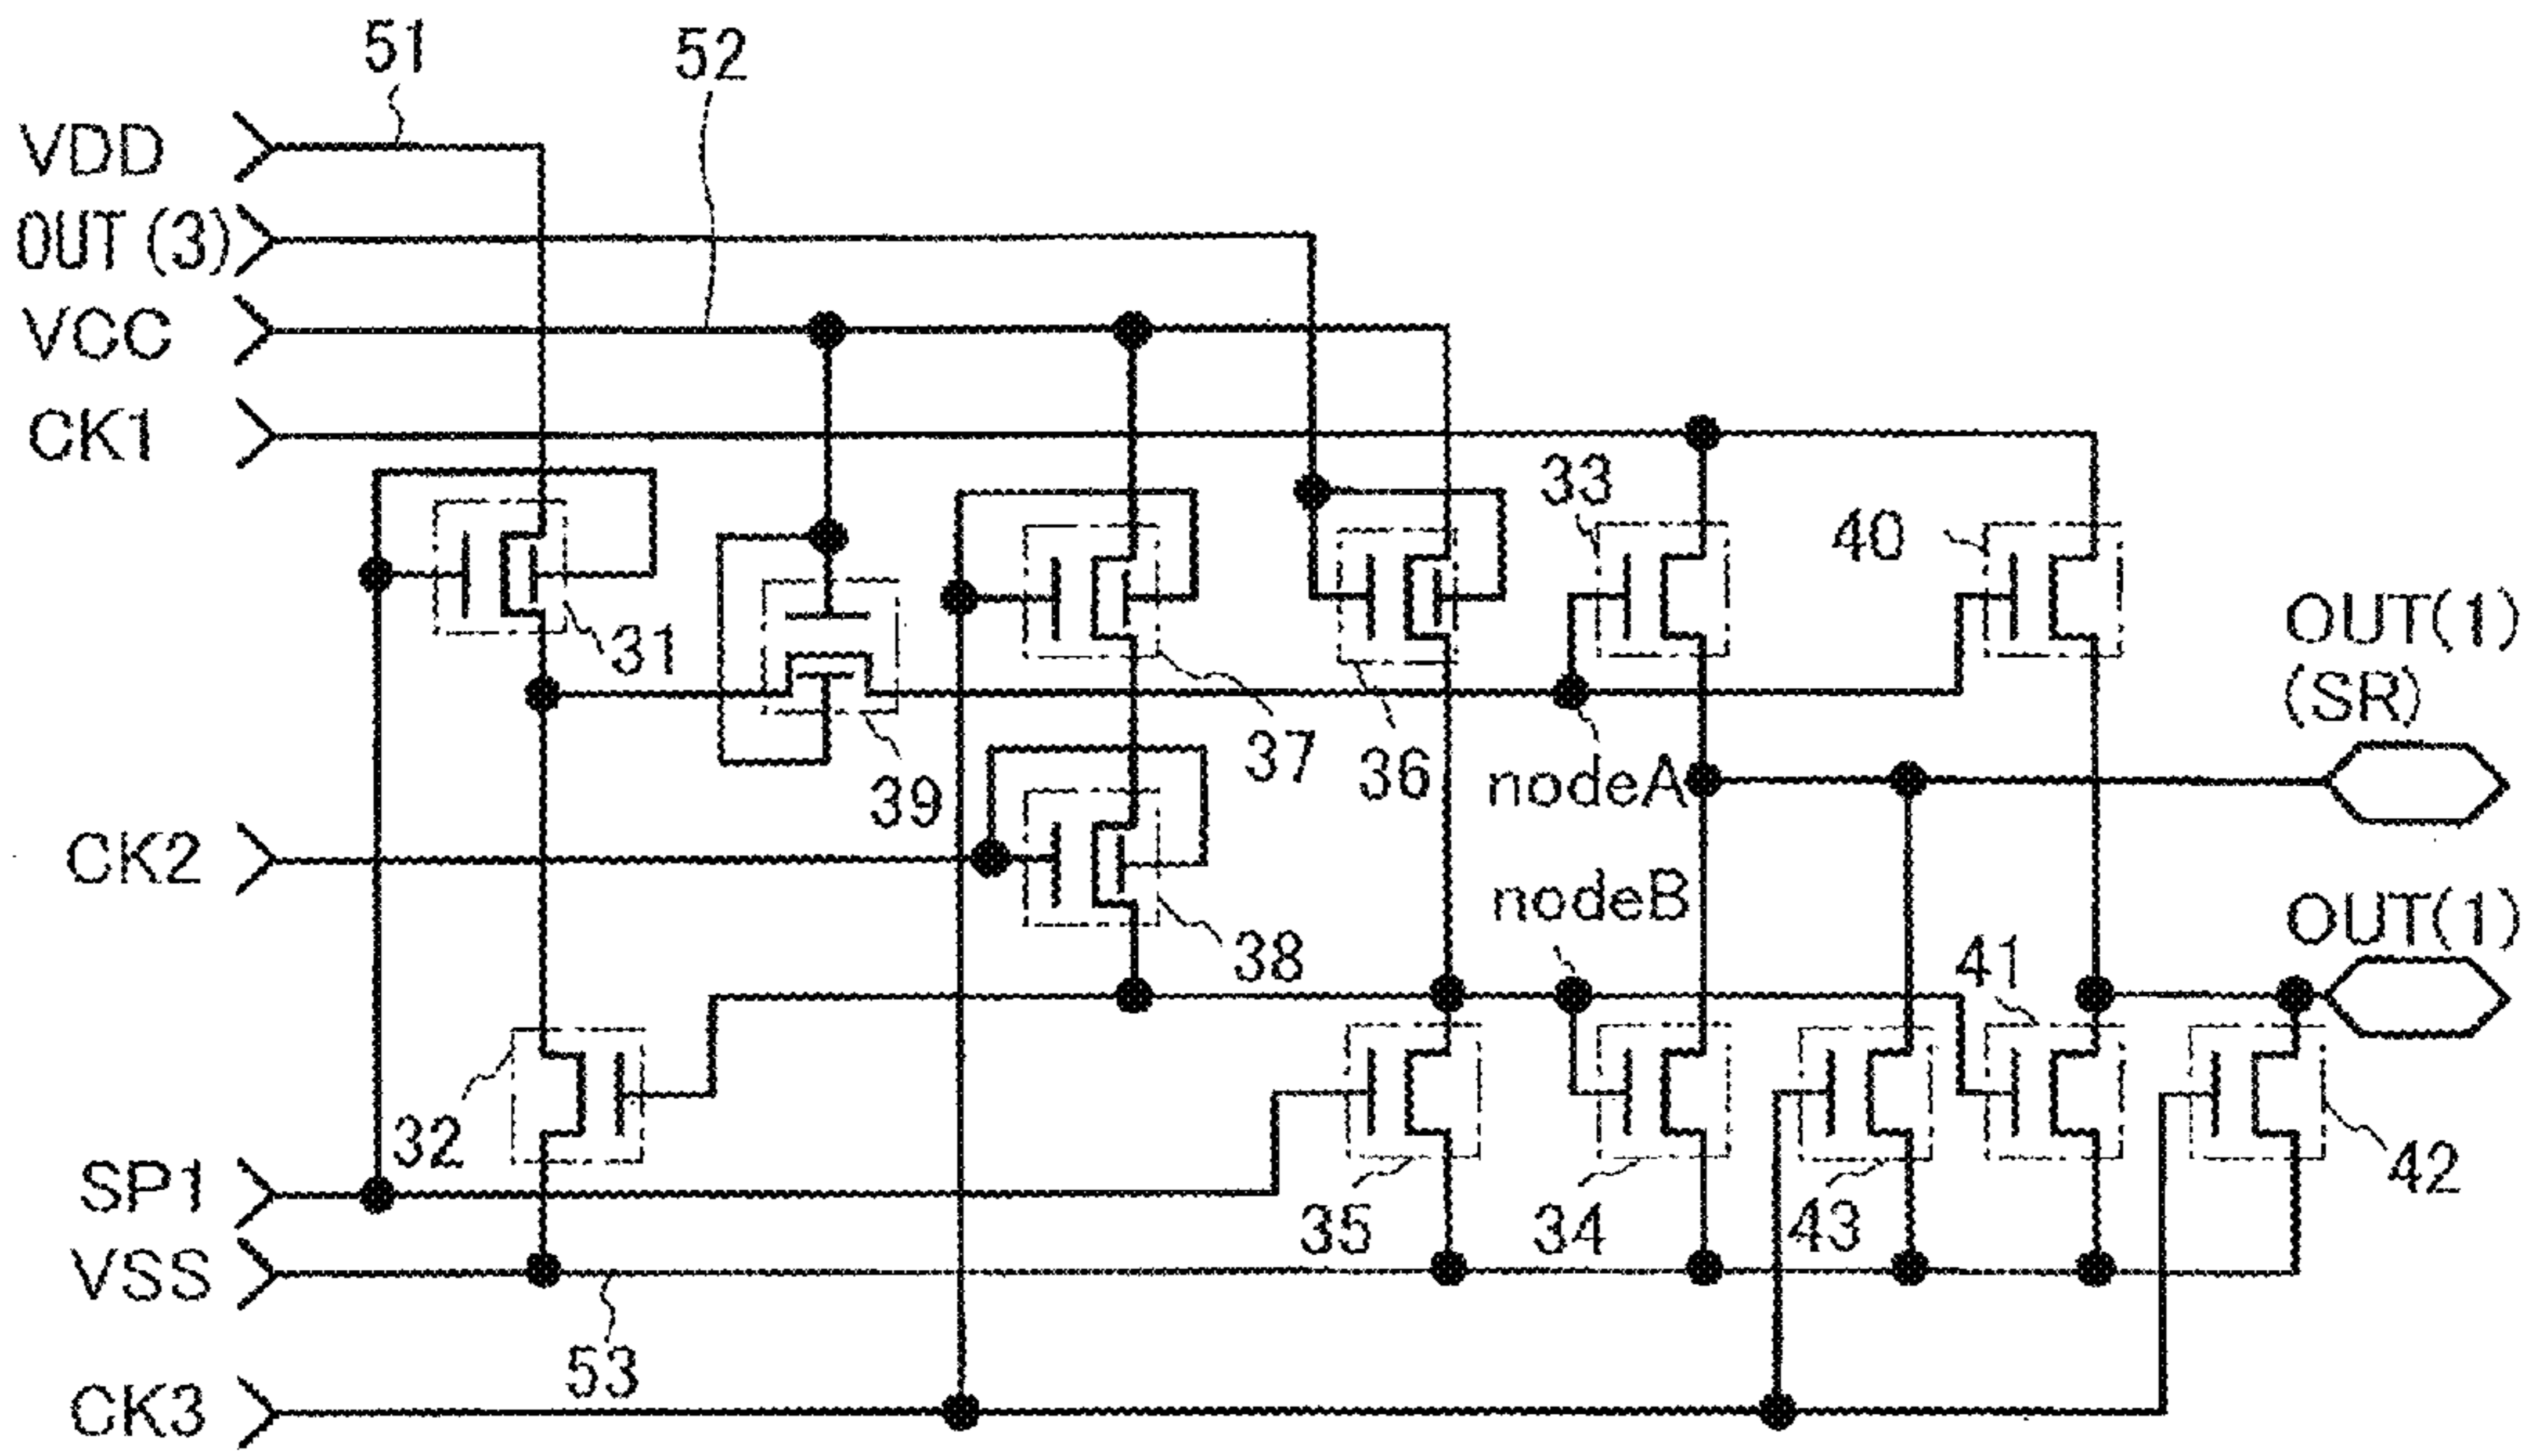 51
52
VDD
OUT (3)
VCC
CK1
33
40
OUT(1)
(SR)
31
37
36
nodeA
39
CK2
nodeB
OUT(1)
38
41
32
SP1
35
34
43
42
VSS
53
CK3